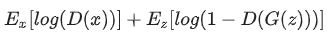 E_x[log(D(x))] + E_z[log(1 − D(G(z)))]